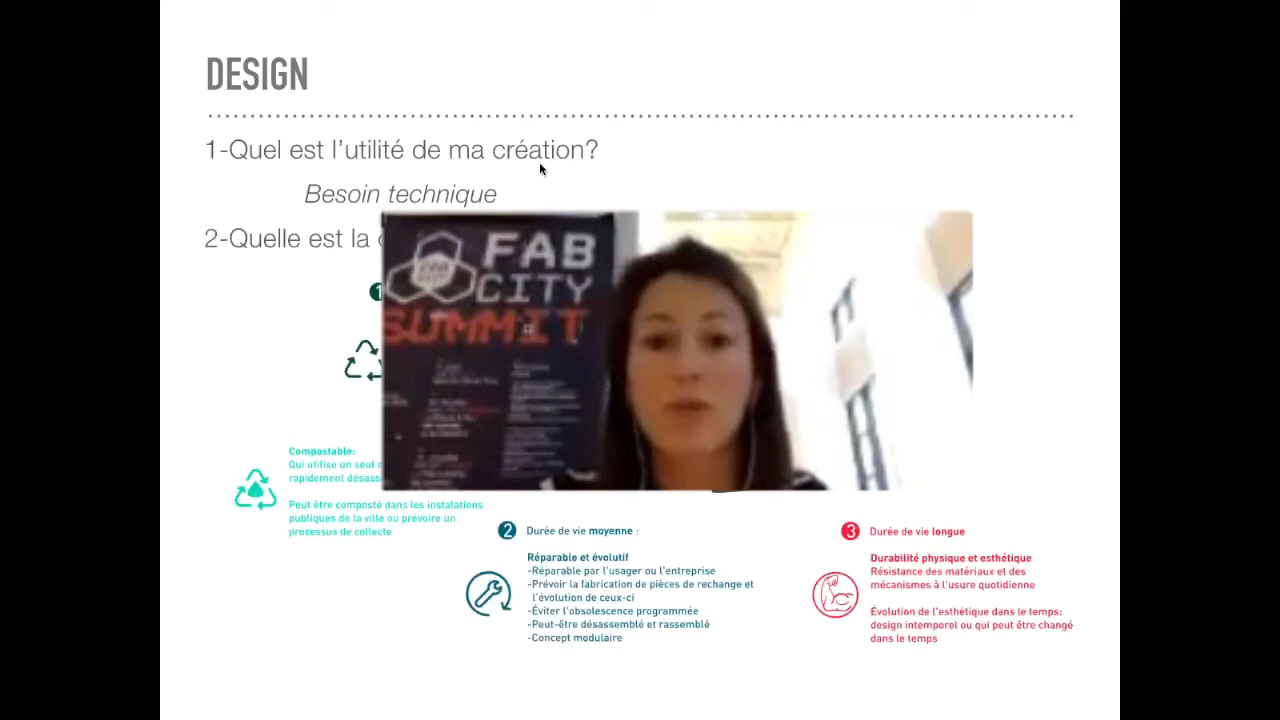 DESIGN
1-Quel est l'utilité de ma création?
Besoin technique
2-Quelle est la
1
FAB
CITY
SUMMIT
Compostable:
Qui utilise un seul
rapidement désass
Peut être composté dans les instalations
publiques de la ville ou prévoire un
processus de collecte
2 Durée de vie moyenne :
Réparable et évolutif
-Réparable par l'usager ou l'entreprise
-Prévoir la fabrication de pièces de rechange et
l'évolution de ceux-ci
-Éviter l'obsolescence programmée
-Peut-être désassemblé et rassemblé
-Concept modulaire
3 Durée de vie longue
Durabilité physique et esthétique
Résistance des matériaux et des
mécanismes à l'usure quotidienne
Évolution de l'esthétique dans le temps:
design intemporel ou qui peut être changé
dans le temps